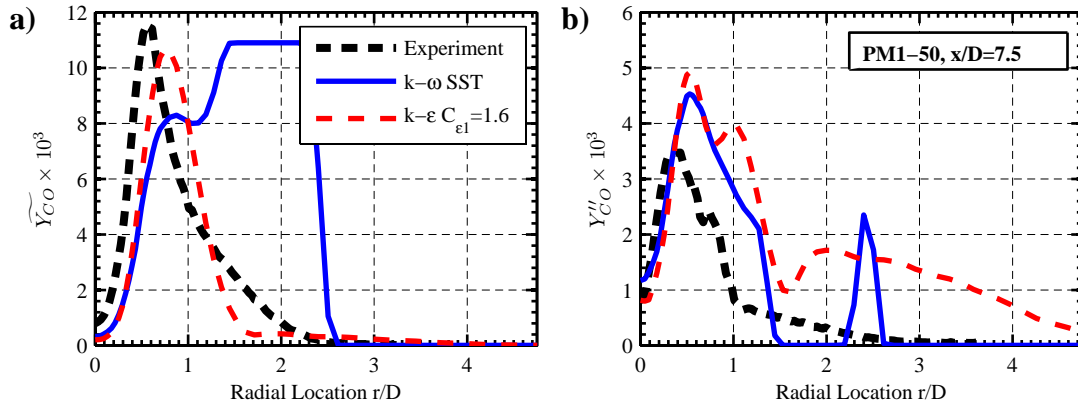 a)
12
10
8
6
4
2
0
Ỹ_CO × 10³
Experiment
k−ω SST
k−ε C_ε1=1.6
0 1 2 3 4
Radial Location r/D
b)
6
5
4
3
2
1
0
Y''_CO × 10³
PM1−50, x/D=7.5
0 1 2 3 4
Radial Location r/D